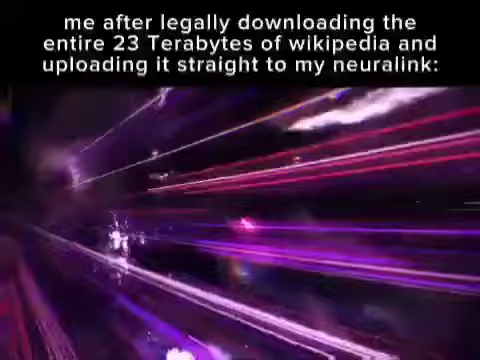 me after legally downloading the
entire 23 Terabytes of wikipedia and
uploading it straight to my neuralink: